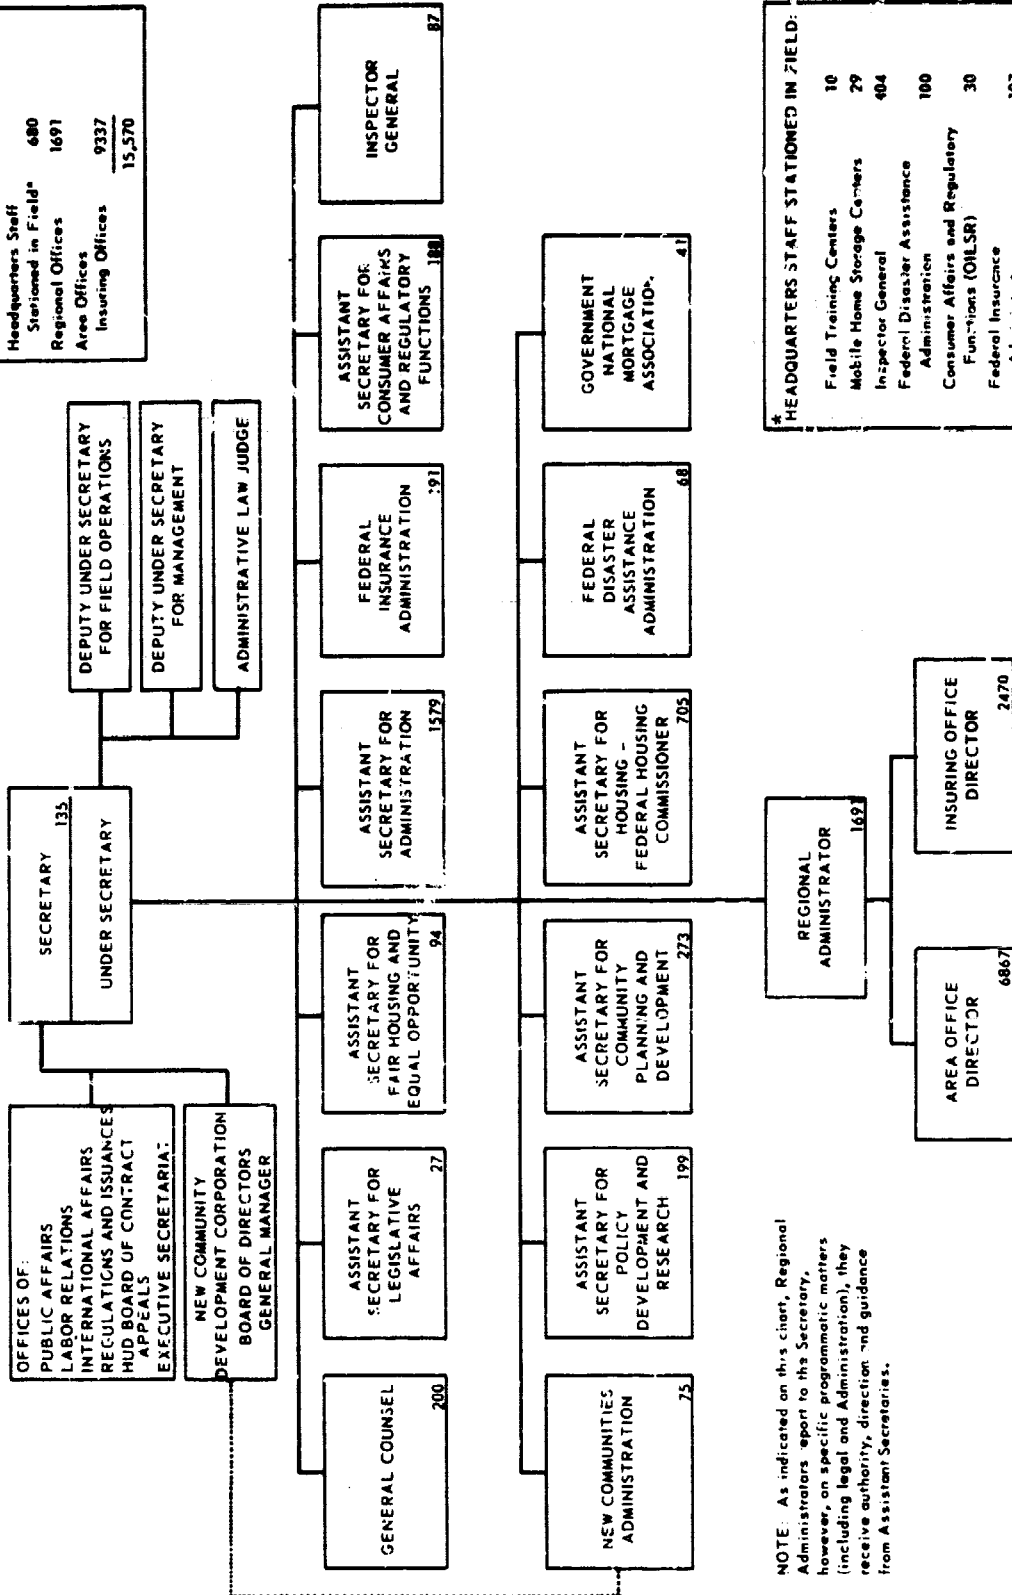 Headquarters Staff
Stationed in Field* 680
Regional Offices 1691
Area Offices
Insuring Offices 9337
15,570
SECRETARY 135
UNDER SECRETARY
DEPUTY UNDER SECRETARY
FOR FIELD OPERATIONS
DEPUTY UNDER SECRETARY
FOR MANAGEMENT
ADMINISTRATIVE LAW JUDGE
OFFICES OF:
PUBLIC AFFAIRS
LABOR RELATIONS
INTERNATIONAL AFFAIRS
REGULATIONS AND ISSUANCES
HUD BOARD OF CONTRACT
APPEALS
EXECUTIVE SECRETARIAT
NEW COMMUNITY
DEVELOPMENT CORPORATION
BOARD OF DIRECTORS
GENERAL MANAGER
GENERAL COUNSEL
200
ASSISTANT
SECRETARY FOR
LEGISLATIVE
AFFAIRS
27
ASSISTANT
SECRETARY FOR
FAIR HOUSING AND
EQUAL OPPORTUNITY
94
ASSISTANT
SECRETARY FOR
ADMINISTRATION
1579
FEDERAL
INSURANCE
ADMINISTRATION
ASSISTANT
SECRETARY FOR
CONSUMER AFFAIRS
AND REGULATORY
FUNCTIONS
188
INSPECTOR
GENERAL
87
NEW COMMUNITIES
ADMINISTRATION
75
ASSISTANT
SECRETARY FOR
POLICY
DEVELOPMENT AND
RESEARCH
199
ASSISTANT
SECRETARY FOR
COMMUNITY
PLANNING AND
DEVELOPMENT
273
ASSISTANT
SECRETARY FOR
HOUSING -
FEDERAL HOUSING
COMMISSIONER
705
FEDERAL
DISASTER
ASSISTANCE
ADMINISTRATION
68
GOVERNMENT
NATIONAL
MORTGAGE
ASSOCIATION
41
REGIONAL
ADMINISTRATOR
1691
AREA OFFICE
DIRECTOR
6867
INSURING OFFICE
DIRECTOR
2470
NOTE: As indicated on this chart, Regional
Administrators report to the Secretary,
however, on specific programmatic matters
(including legal and Administration), they
receive authority, direction and guidance
from Assistant Secretaries.
*
HEADQUARTERS STAFF STATIONED IN FIELD:
Field Training Centers 10
Mobile Home Storage Centers 29
Inspector General 404
Federal Disaster Assistance
Administration 100
Consumer Affairs and Regulatory
Functions (OILSR) 30
Federal Insurance